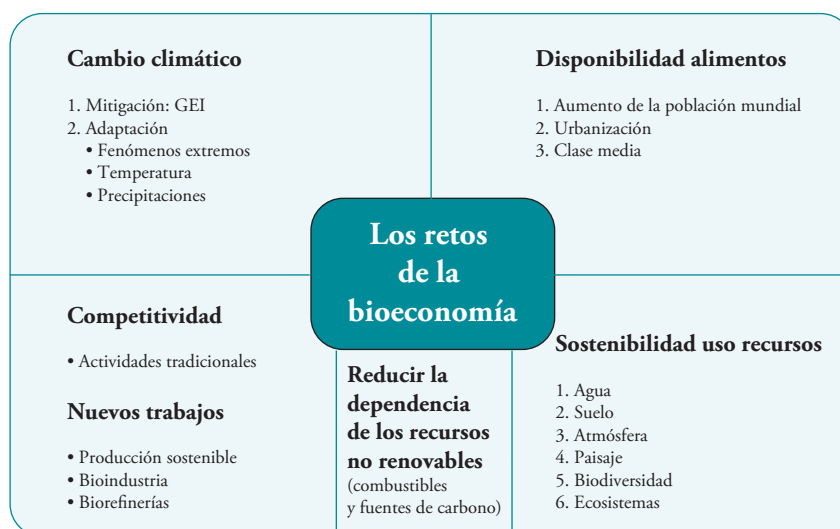 Cambio climático
1. Mitigación: GEI
2. Adaptación
• Fenómenos extremos
• Temperatura
• Precipitaciones
Disponibilidad alimentos
1. Aumento de la población mundial
2. Urbanización
3. Clase media
Los retos
de la
bioeconomía
Competitividad
• Actividades tradicionales
Nuevos trabajos
• Producción sostenible
• Bioindustria
• Biorefinerías
Reducir la
dependencia
de los recursos
no renovables
(combustibles
y fuentes de carbono)
Sostenibilidad uso recursos
1. Agua
2. Suelo
3. Atmósfera
4. Paisaje
5. Biodiversidad
6. Ecosistemas